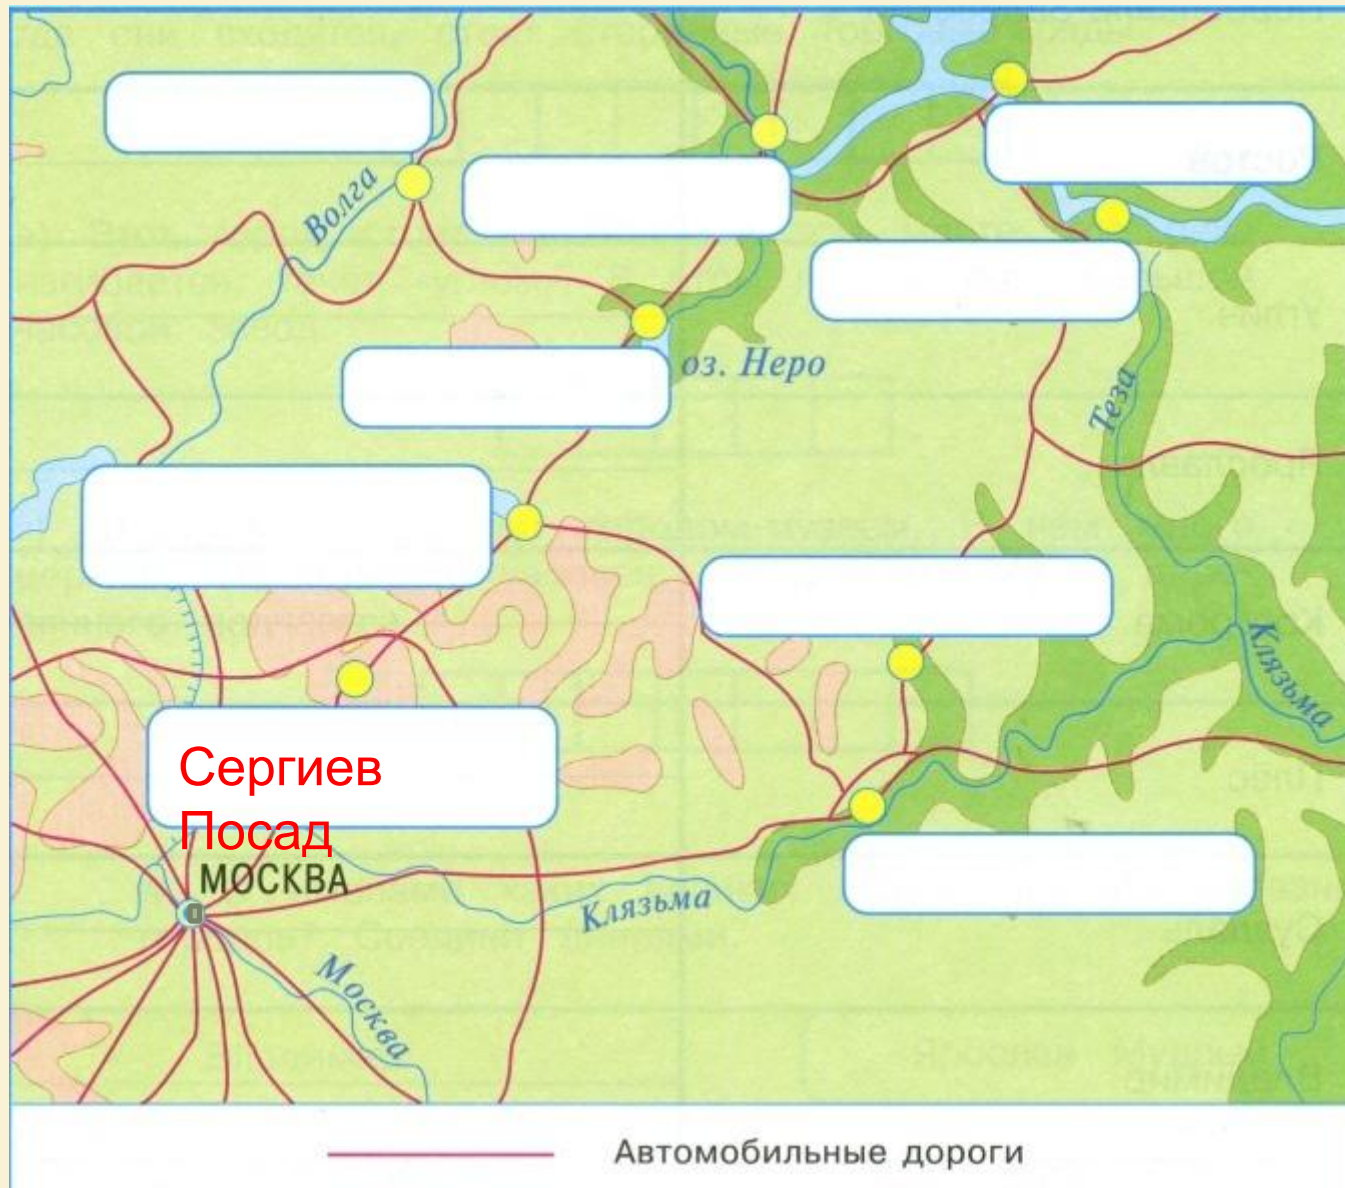 Волга
оз. Неро
Теза
Клязьма
Сергиев
Посад
МОСКВА
Клязьма
Москва
Автомобильные дороги